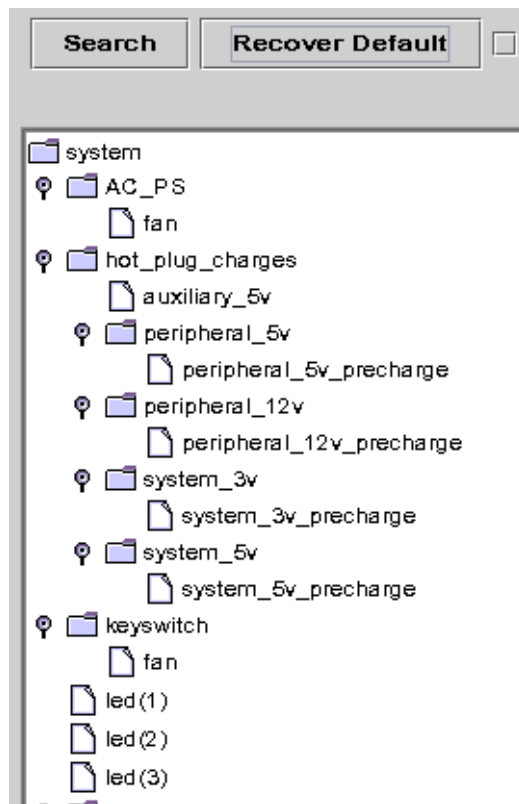 Search Recover Default
system
AC_PS
fan
hot_plug_charges
auxiliary_5v
peripheral_5v
peripheral_5v_precharge
peripheral_12v
peripheral_12v_precharge
system_3v
system_3v_precharge
system_5v
system_5v_precharge
keyswitch
fan
led(1)
led(2)
led(3)